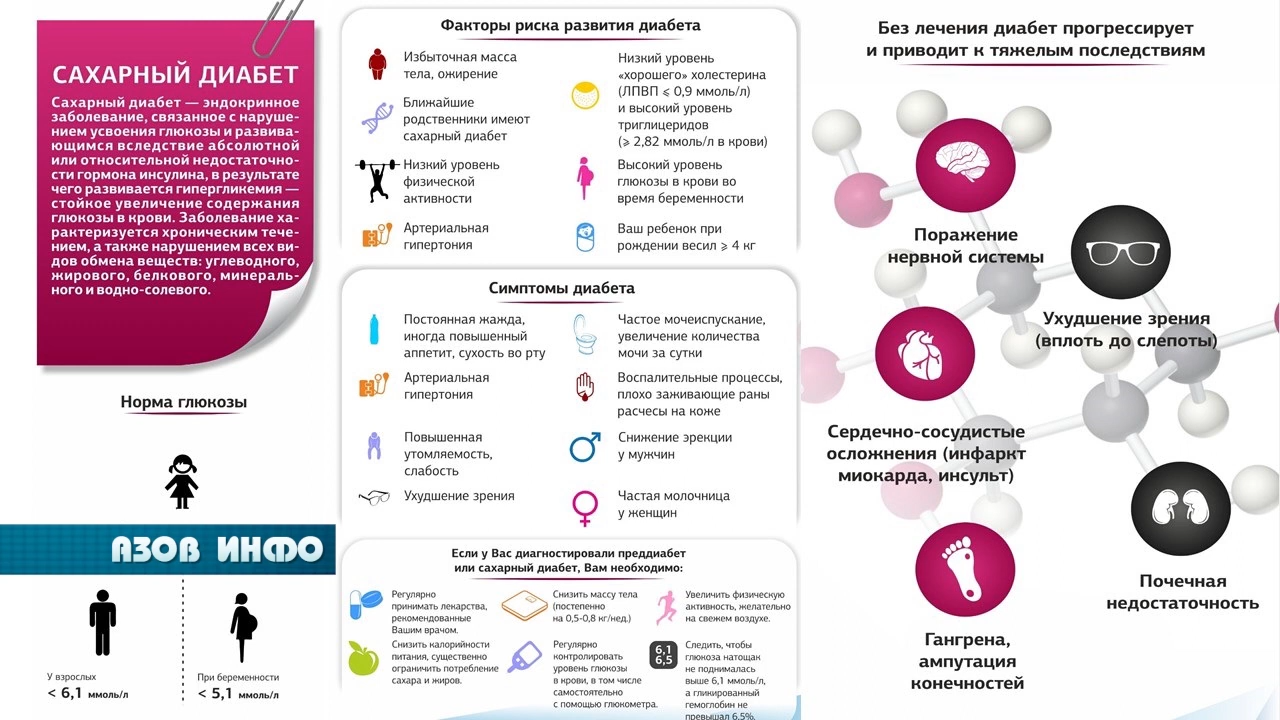 САХАРНЫЙ ДИАБЕТ
Сахарный диабет — эндокринное
заболевание, связанное с наруше-
нием усвоения глюкозы и развива-
ющимся вследствие абсолютной
или относительной недостаточно-
сти гормона инсулина, в результате
чего развивается гипергликемия —
стойкое увеличение содержания
глюкозы в крови. Заболевание ха-
рактеризуется хроническим тече-
нием, а также нарушением всех ви-
дов обмена веществ: углеводного,
жирового, белкового, минераль-
ного и водно-солевого.
Норма глюкозы
АЗОВ ИНФО
У взрослых
< 6,1 ммоль/л
При беременности
< 5,1 ммоль/л
Факторы риска развития диабета
Избыточная масса
тела, ожирение
Ближайшие
родственники имеют
сахарный диабет
Низкий уровень
физической
активности
Артериальная
гипертония
Низкий уровень
«хорошего» холестерина
(ЛПВП ⩽ 0,9 ммоль/л)
и высокий уровень
триглицеридов
(⩾ 2,82 ммоль/л в крови)
Высокий уровень
глюкозы в крови во
время беременности
Ваш ребенок при
рождении весил ⩾ 4 кг
Симптомы диабета
Постоянная жажда,
иногда повышенный
аппетит, сухость во рту
Артериальная
гипертония
Повышенная
утомляемость,
слабость
Ухудшение зрения
Частое мочеиспускание,
увеличение количества
мочи за сутки
Воспалительные процессы,
плохо заживающие раны
расчесы на коже
Снижение эрекции
у мужчин
Частая молочница
у женщин
Если у Вас диагностировали преддиабет
или сахарный диабет, Вам необходимо:
Регулярно
принимать лекарства,
рекомендованные
Вашим врачом.
Снизить массу тела
(постепенно
на 0,5-0,8 кг/нед.)
Увеличить физическую
активность, желательно
на свежем воздухе.
Снизить калорийности
питания, существенно
ограничить потребление
сахара и жиров.
Регулярно
контролировать
уровень глюкозы
в крови, в том числе
самостоятельно
с помощью глюкометра.
6,1
6,5
Следить, чтобы
глюкоза натощак
не поднималась
выше 6,1 ммоль/л,
а гликированный
гемоглобин не
превышал 6,5%.
Без лечения диабет прогрессирует
и приводит к тяжелым последствиям
Поражение
нервной системы
Ухудшение зрения
(вплоть до слепоты)
Сердечно-сосудистые
осложнения (инфаркт
миокарда, инсульт)
Почечная
недостаточность
Гангрена,
ампутация
конечностей